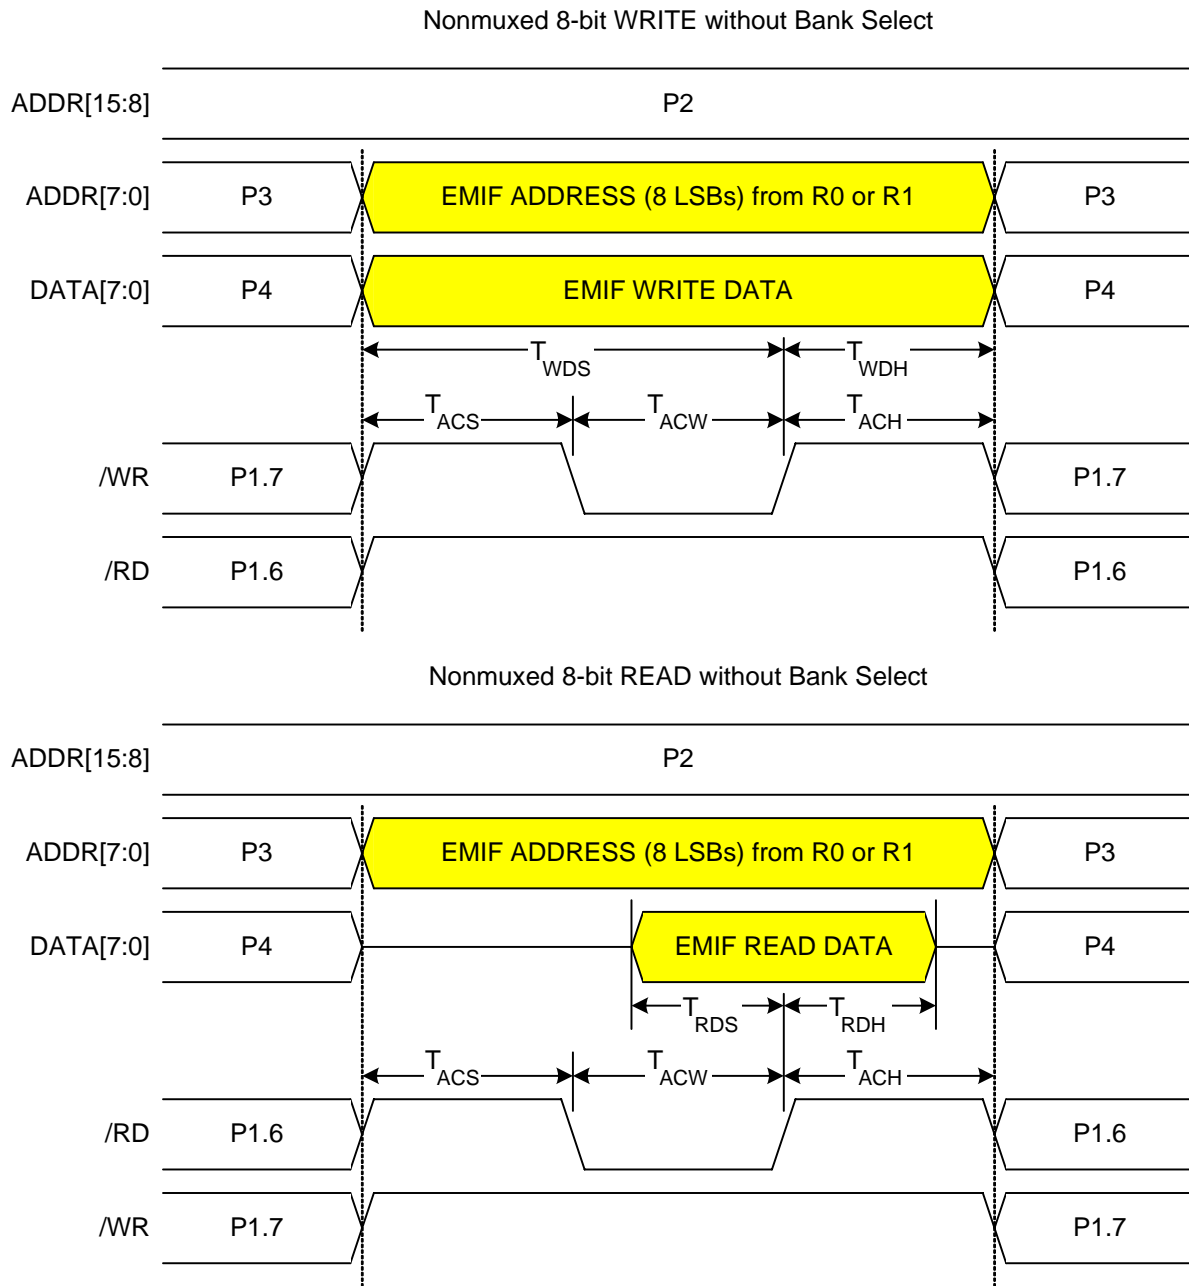 Nonmuxed 8-bit WRITE without Bank Select
ADDR[15:8] P2
ADDR[7:0] P3 EMIF ADDRESS (8 LSBs) from R0 or R1 P3
DATA[7:0] P4 EMIF WRITE DATA P4
TWDS TWDH
TACS TACW TACH
/WR P1.7 P1.7
/RD P1.6 P1.6
Nonmuxed 8-bit READ without Bank Select
ADDR[15:8] P2
ADDR[7:0] P3 EMIF ADDRESS (8 LSBs) from R0 or R1 P3
DATA[7:0] P4 EMIF READ DATA P4
TRDS TRDH
TACS TACW TACH
/RD P1.6 P1.6
/WR P1.7 P1.7